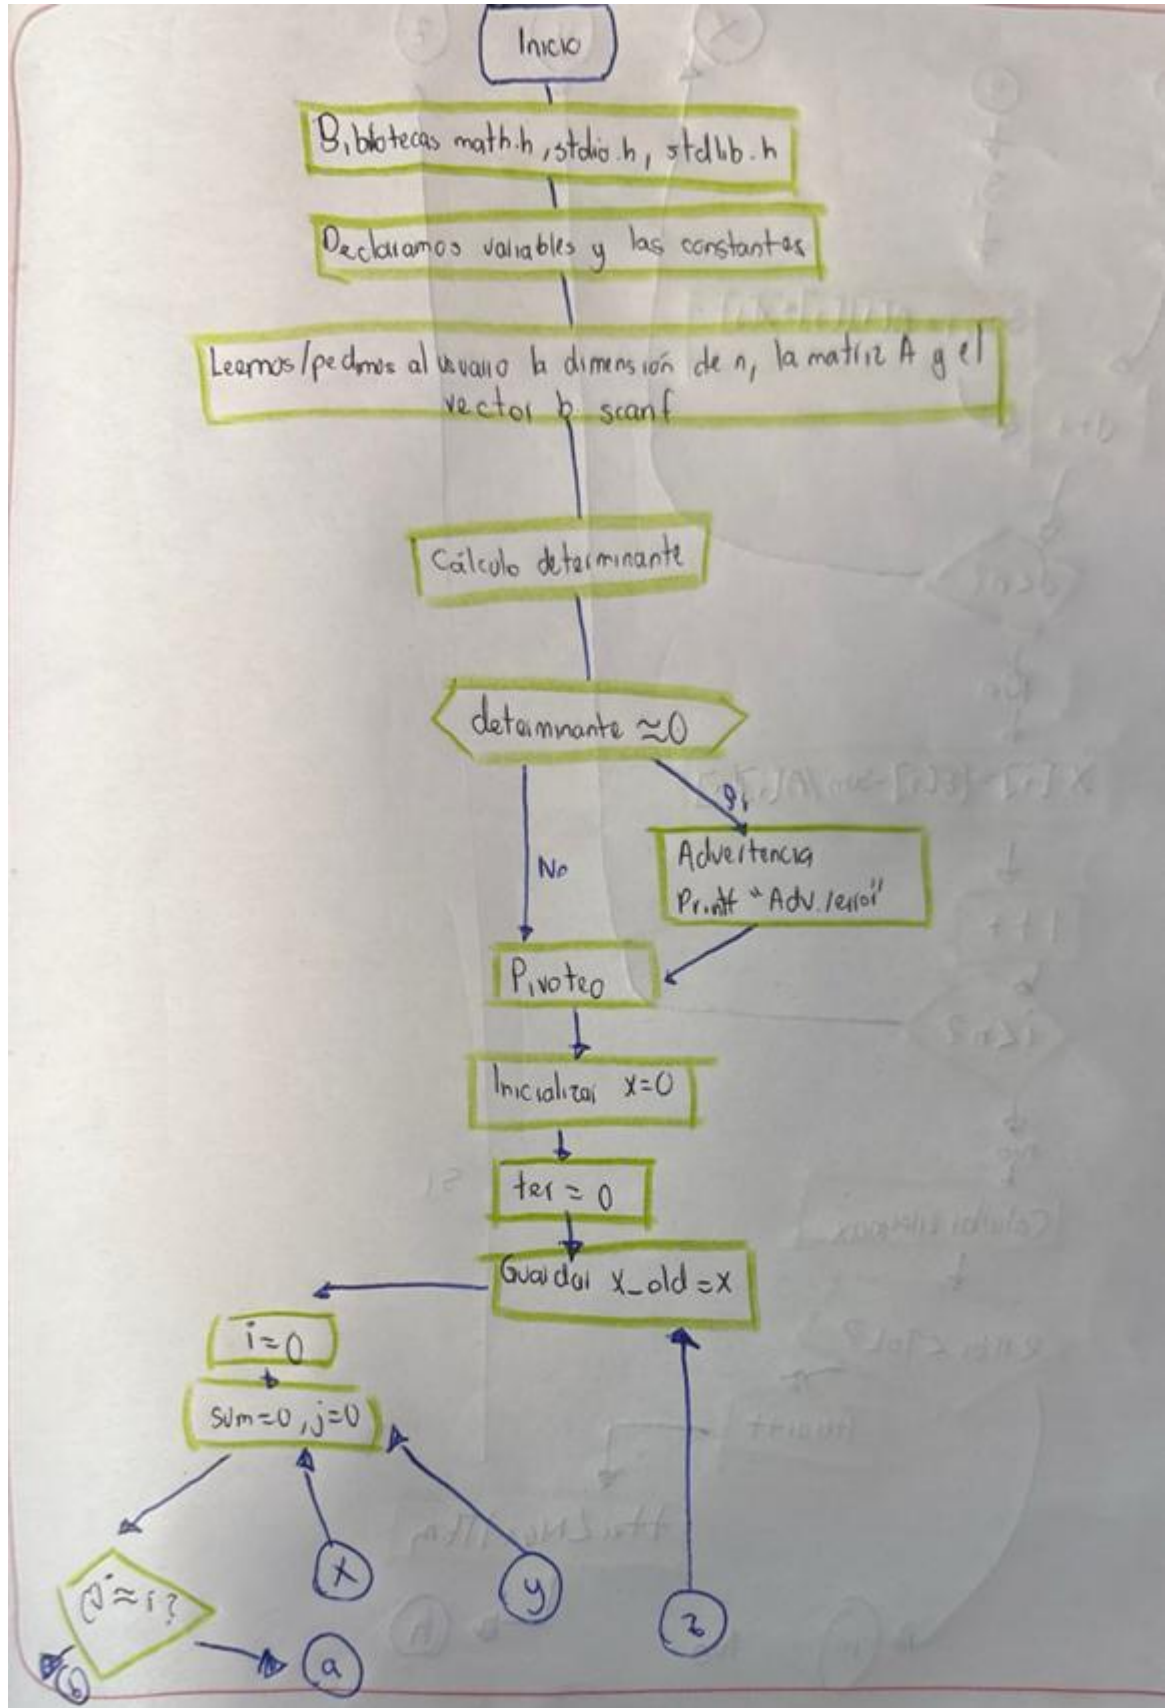 Inicio
Bibliotecas math.h, stdio.h, stdlib.h
Declaramos variables y las constantes
Leemos/pedimos al usuario la dimensión de n, la matriz A y el
vector b scanf
Cálculo determinante
determinante ≈0
Si
No
Advertencia
Printf "Adv./error"
Pivoteo
Inicializar x=0
ter = 0
Guardar x_old=x
i=0
sum=0, j=0
x
y
z
a
b